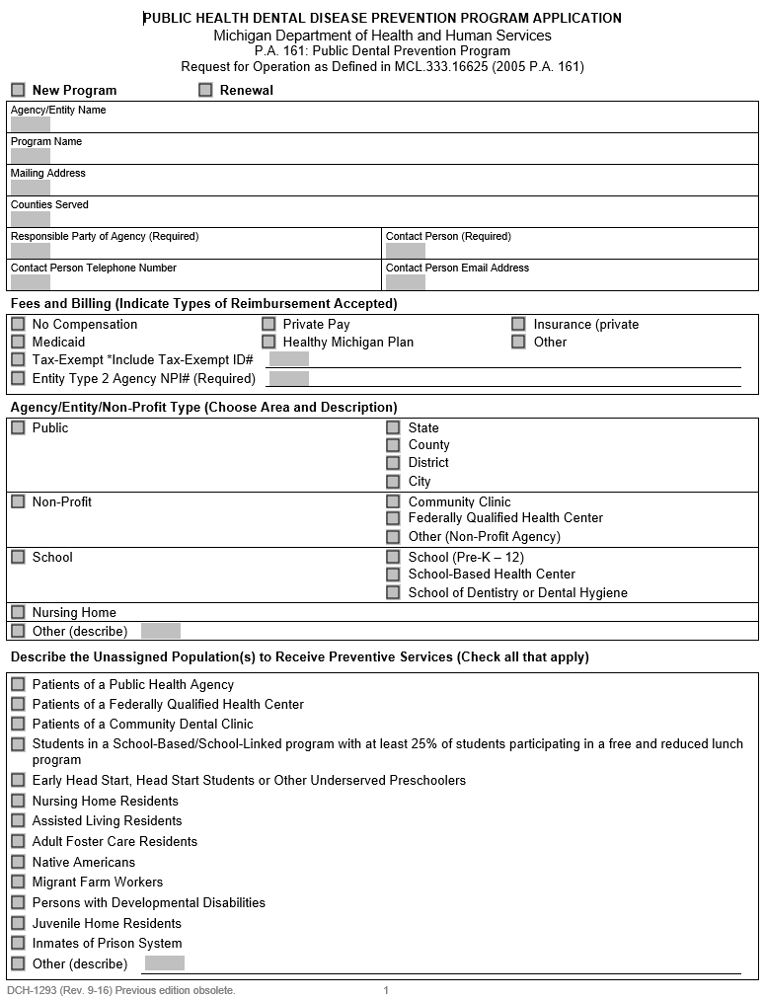 PUBLIC HEALTH DENTAL DISEASE PREVENTION PROGRAM APPLICATION
Michigan Department of Health and Human Services
P.A. 161: Public Dental Prevention Program
Request for Operation as Defined in MCL.333.16625 (2005 P.A. 161)
New Program Renewal
Agency/Entity Name
Program Name
Mailing Address
Counties Served
Responsible Party of Agency (Required) Contact Person (Required)
Contact Person Telephone Number Contact Person Email Address
Fees and Billing (Indicate Types of Reimbursement Accepted)
No Compensation Private Pay Insurance (private
Medicaid Healthy Michigan Plan Other
Tax-Exempt *Include Tax-Exempt ID#
Entity Type 2 Agency NPI# (Required)
Agency/Entity/Non-Profit Type (Choose Area and Description)
Public State
County
District
City
Non-Profit Community Clinic
Federally Qualified Health Center
Other (Non-Profit Agency)
School School (Pre-K – 12)
School-Based Health Center
School of Dentistry or Dental Hygiene
Nursing Home
Other (describe)
Describe the Unassigned Population(s) to Receive Preventive Services (Check all that apply)
Patients of a Public Health Agency
Patients of a Federally Qualified Health Center
Patients of a Community Dental Clinic
Students in a School-Based/School-Linked program with at least 25% of students participating in a free and reduced lunch
program
Early Head Start, Head Start Students or Other Underserved Preschoolers
Nursing Home Residents
Assisted Living Residents
Adult Foster Care Residents
Native Americans
Migrant Farm Workers
Persons with Developmental Disabilities
Juvenile Home Residents
Inmates of Prison System
Other (describe)
DCH-1293 (Rev. 9-16) Previous edition obsolete. 1